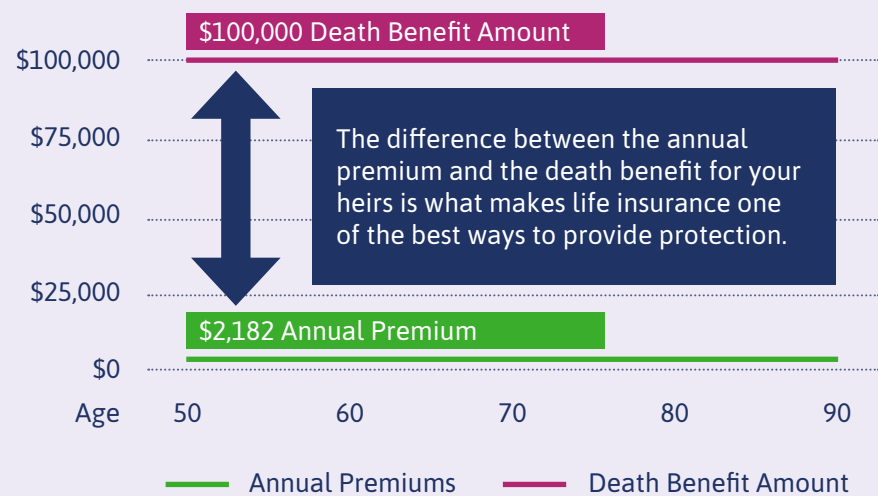 $100,000 Death Benefit Amount
$100,000
$75,000
$50,000
$25,000
$0
The difference between the annual
premium and the death benefit for your
heirs is what makes life insurance one
of the best ways to provide protection.
$2,182 Annual Premium
Age 50 60 70 80 90
Annual Premiums Death Benefit Amount